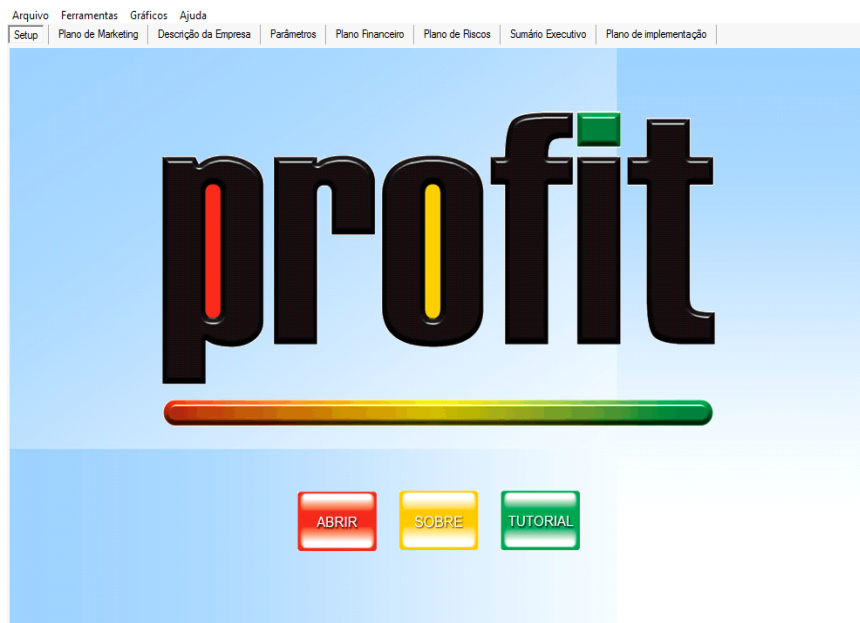 Arquivo Ferramentas Gráficos Ajuda
Setup Plano de Marketing Descrição da Empresa Parâmetros Plano Financeiro Plano de Riscos Sumário Executivo Plano de implementação
profit
ABRIR SOBRE TUTORIAL